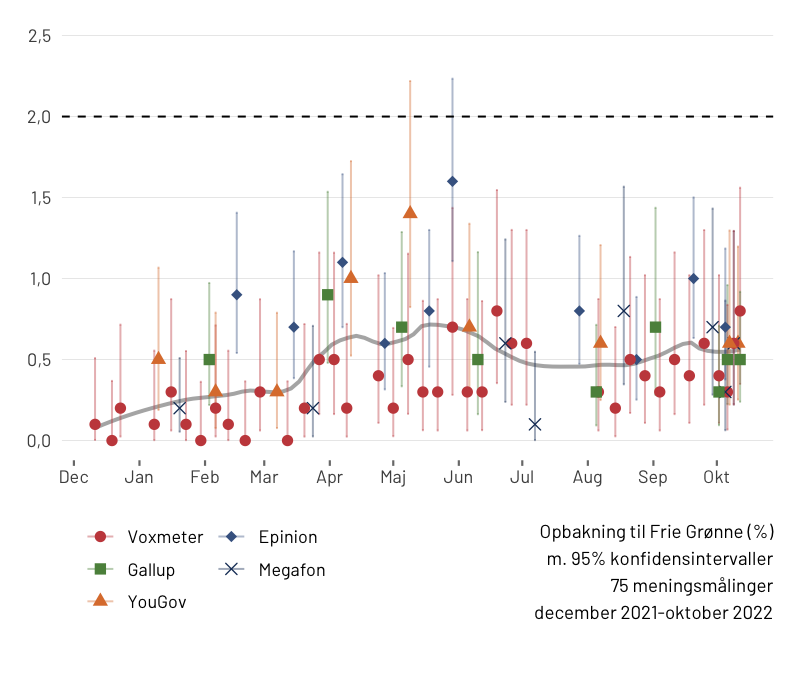 2,5
2,0
1,5
1,0
0,5
0,0
Dec Jan Feb Mar Apr Maj Jun Jul Aug Sep Okt
Voxmeter Epinion
Gallup Megafon
YouGov
Opbakning til Frie Grønne (%)
m. 95% konfidensintervaller
75 meningsmålinger
december 2021-oktober 2022